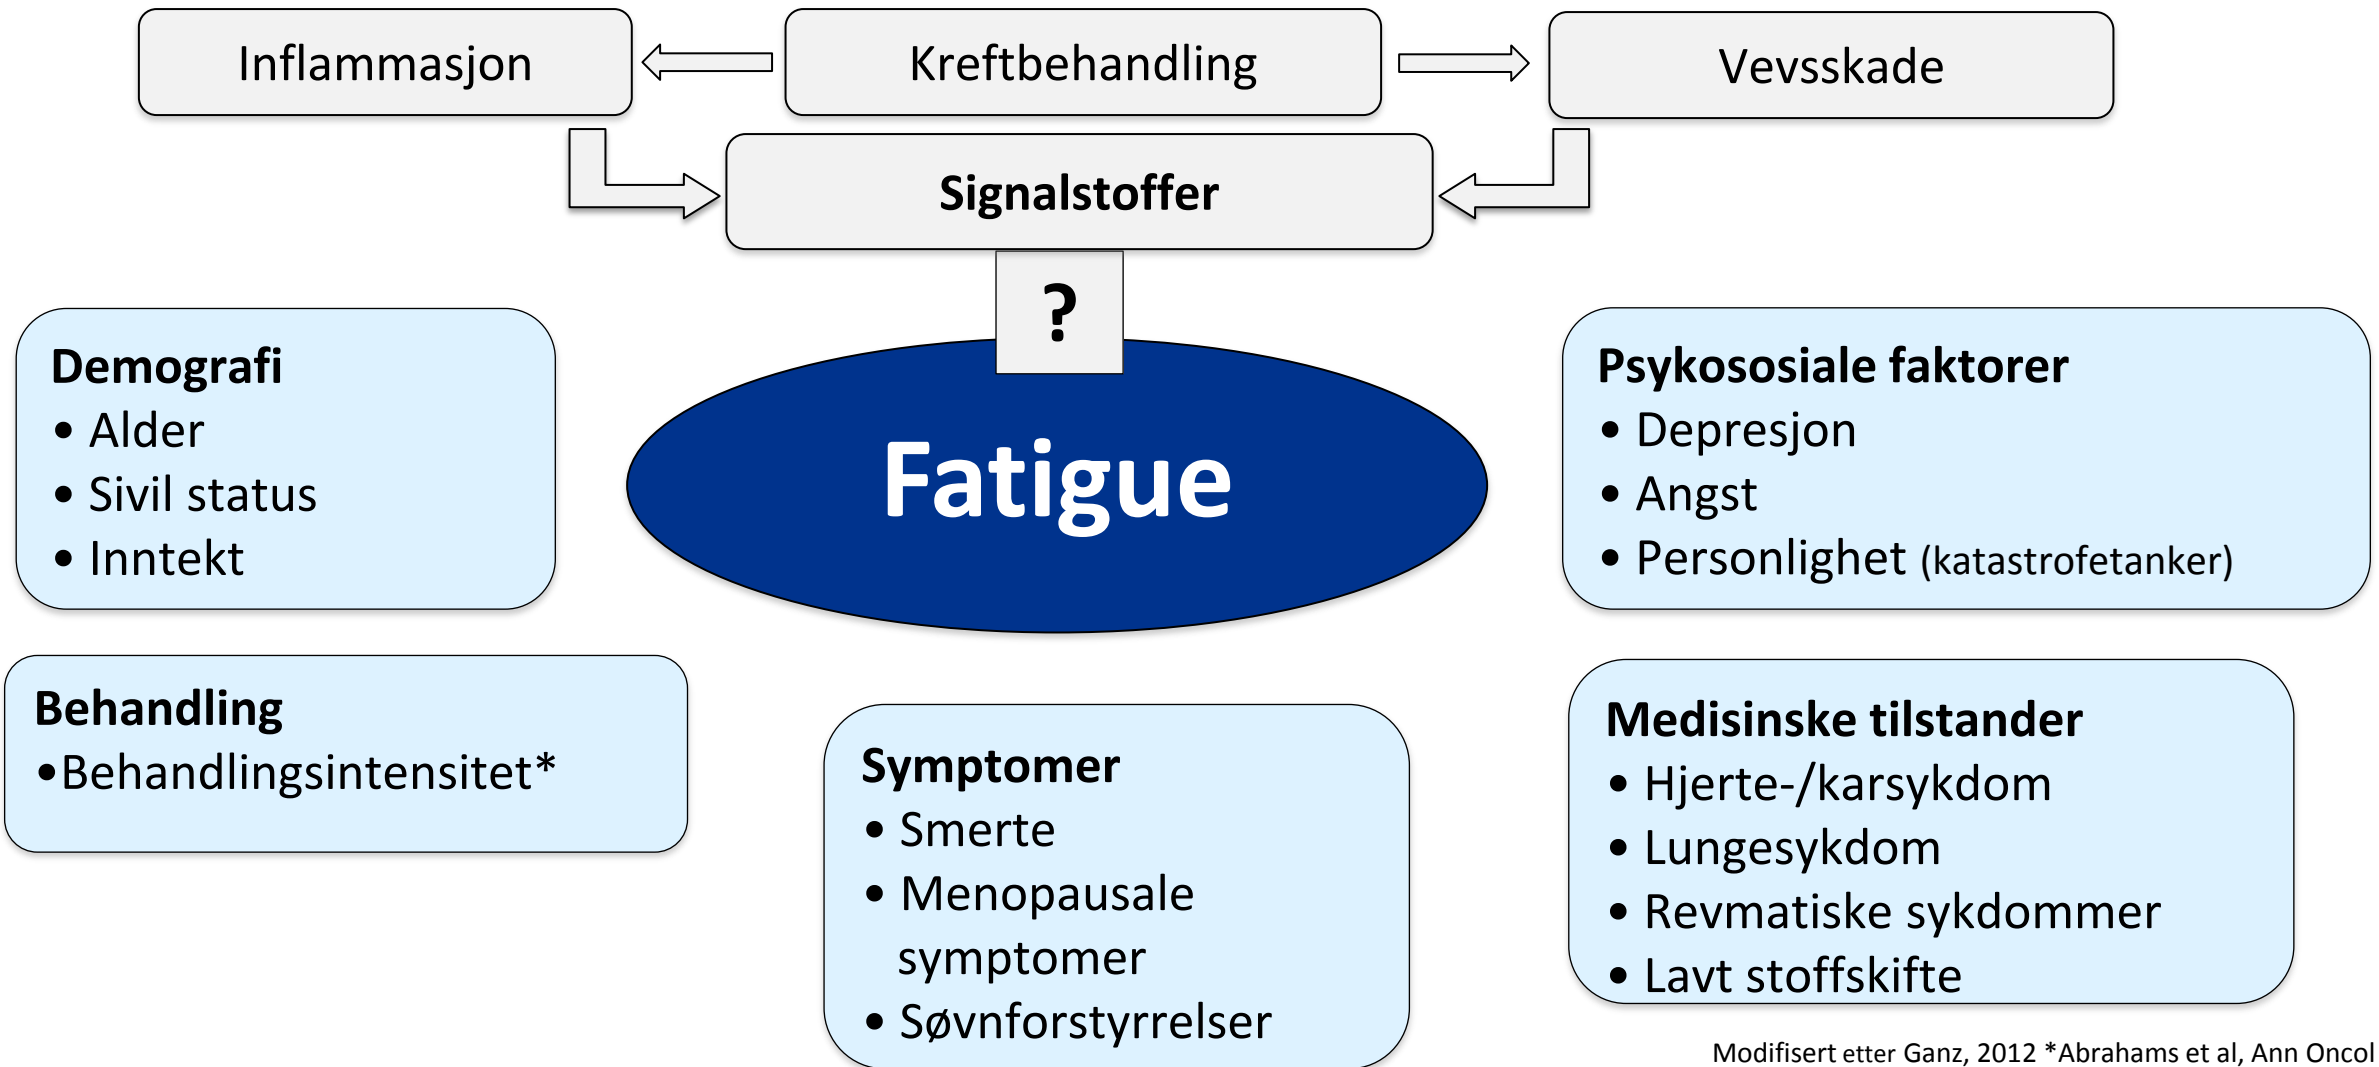 Inflammasjon
Kreftbehandling
Vevsskade
Signalstoffer
?
Fatigue
Demografi
• Alder
• Sivil status
• Inntekt
Psykososiale faktorer
• Depresjon
• Angst
• Personlighet (katastrofetanker)
Behandling
•Behandlingsintensitet*
Symptomer
• Smerte
• Menopausale
symptomer
• Søvnforstyrrelser
Medisinske tilstander
• Hjerte-/karsykdom
• Lungesykdom
• Revmatiske sykdommer
• Lavt stoffskifte
Modifisert etter Ganz, 2012 *Abrahams et al, Ann Oncol